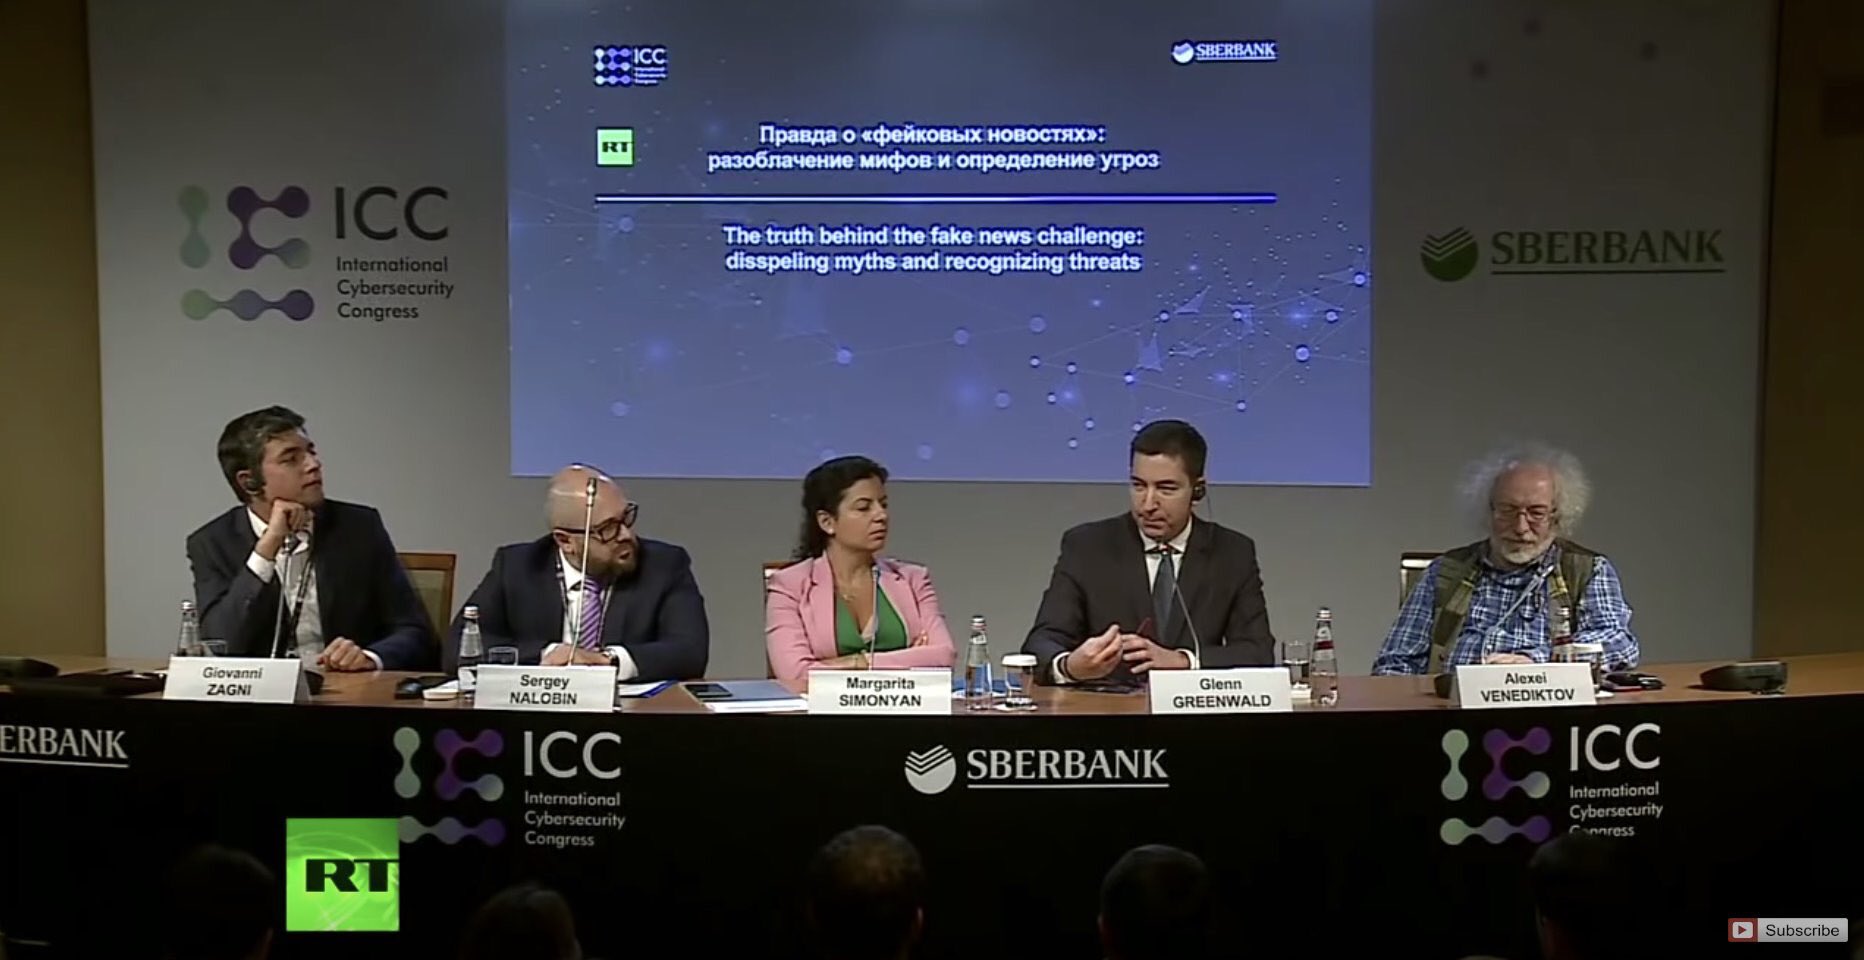 ICC
International
Cybersecurity
Congress
SBERBANK
RT
Правда о «фейковых новостях»:
разоблачение мифов и определение угроз
The truth behind the fake news challenge:
disspeling myths and recognizing threats
ICC
International
Cybersecurity
Congress
SBERBANK
Giovanni
ZAGNI
Sergey
NALOBIN
Margarita
SIMONYAN
Glenn
GREENWALD
Alexei
VENEDIKTOV
ERBANK
ICC
International
Cybersecurity
Congress
SBERBANK
ICC
International
Cybersecurity
Congress
RT
Subscribe